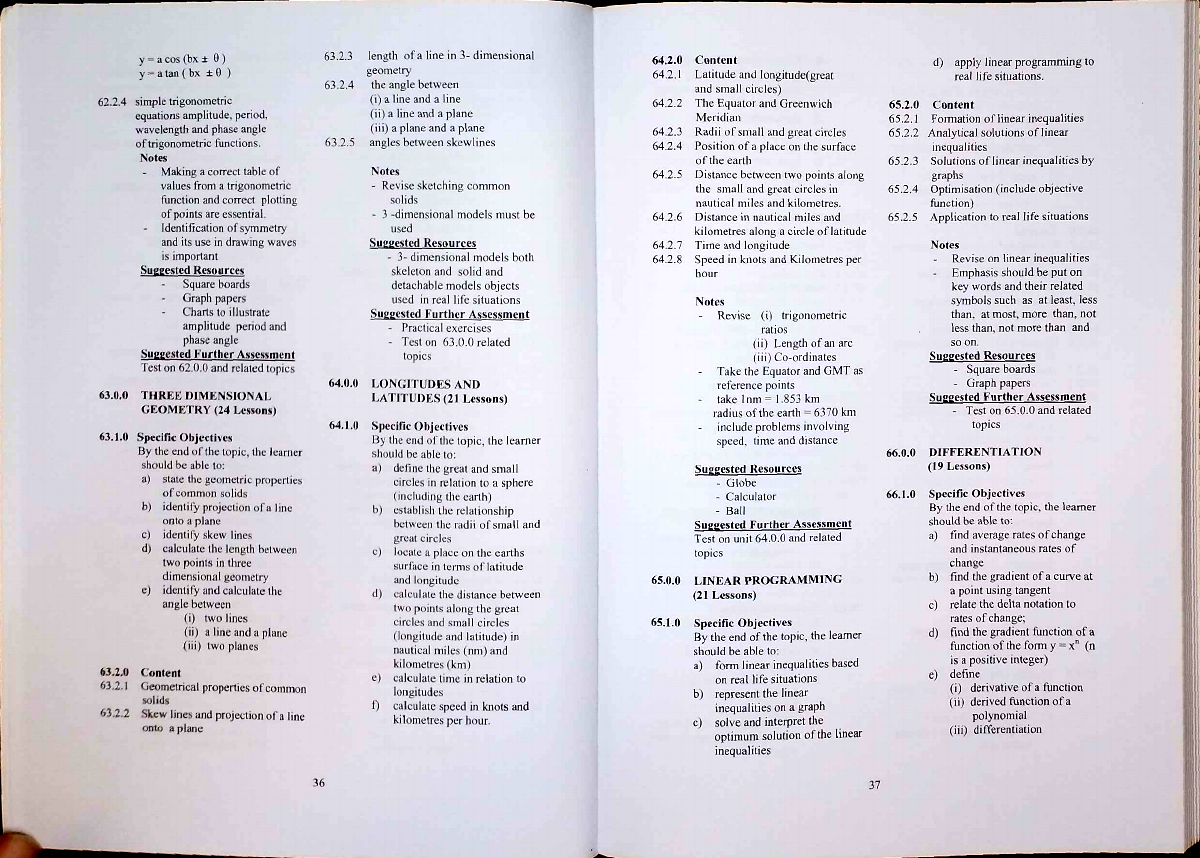 y = a cos (bx ± θ )
y = a tan ( bx ± θ )
62.2.4 simple trigonometric
equations amplitude, period,
wavelength and phase angle
of trigonometric functions.
Notes
- Making a correct table of
values from a trigonometric
function and correct plotting
of points are essential.
- Identification of symmetry
and its use in drawing waves
is important
Suggested Resources
- Square boards
- Graph papers
- Charts to illustrate
amplitude period and
phase angle
Suggested Further Assessment
Test on 62.0.0 and related topics
63.0.0 THREE DIMENSIONAL
GEOMETRY (24 Lessons)
63.1.0 Specific Objectives
By the end of the topic, the learner
should be able to:
a) state the geometric properties
of common solids
b) identify projection of a line
onto a plane
c) identify skew lines
d) calculate the length between
two points in three
dimensional geometry
e) identify and calculate the
angle between
(i) two lines
(ii) a line and a plane
(iii) two planes
63.2.0 Content
63.2.1 Geometrical properties of common
solids
63.2.2 Skew lines and projection of a line
onto a plane
63.2.3 length of a line in 3- dimensional
geometry
63.2.4 the angle between
(i) a line and a line
(ii) a line and a plane
(iii) a plane and a plane
63.2.5 angles between skewlines
Notes
- Revise sketching common
solids
- 3 -dimensional models must be
used
Suggested Resources
- 3- dimensional models both
skeleton and solid and
detachable models objects
used in real life situations
Suggested Further Assessment
- Practical exercises
- Test on 63.0.0 related
topics
64.0.0 LONGITUDES AND
LATITUDES (21 Lessons)
64.1.0 Specific Objectives
By the end of the topic, the learner
should be able to:
a) define the great and small
circles in relation to a sphere
(including the earth)
b) establish the relationship
between the radii of small and
great circles
c) locate a place on the earths
surface in terms of latitude
and longitude
d) calculate the distance between
two points along the great
circles and small circles
(longitude and latitude) in
nautical miles (nm) and
kilometres (km)
e) calculate time in relation to
longitudes
f) calculate speed in knots and
kilometres per hour.
36
64.2.0 Content
64.2.1 Latitude and longitude(great
and small circles)
64.2.2 The Equator and Greenwich
Meridian
64.2.3 Radii of small and great circles
64.2.4 Position of a place on the surface
of the earth
64.2.5 Distance between two points along
the small and great circles in
nautical miles and kilometres.
64.2.6 Distance in nautical miles and
kilometres along a circle of latitude
64.2.7 Time and longitude
64.2.8 Speed in knots and Kilometres per
hour
Notes
- Revise (i) trigonometric
ratios
(ii) Length of an arc
(iii) Co-ordinates
- Take the Equator and GMT as
reference points
- take 1nm = 1.853 km
radius of the earth = 6370 km
- include problems involving
speed, time and distance
Suggested Resources
- Globe
- Calculator
- Ball
Suggested Further Assessment
Test on unit 64.0.0 and related
topics
65.0.0 LINEAR PROGRAMMING
(21 Lessons)
65.1.0 Specific Objectives
By the end of the topic, the learner
should be able to:
a) form linear inequalities based
on real life situations
b) represent the linear
inequalities on a graph
c) solve and interpret the
optimum solution of the linear
inequalities
d) apply linear programming to
real life situations.
65.2.0 Content
65.2.1 Formation of linear inequalities
65.2.2 Analytical solutions of linear
inequalities
65.2.3 Solutions of linear inequalities by
graphs
65.2.4 Optimisation (include objective
function)
65.2.5 Application to real life situations
Notes
- Revise on linear inequalities
- Emphasis should be put on
key words and their related
symbols such as at least, less
than, at most, more than, not
less than, not more than and
so on.
Suggested Resources
- Square boards
- Graph papers
Suggested Further Assessment
- Test on 65.0.0 and related
topics
66.0.0 DIFFERENTIATION
(19 Lessons)
66.1.0 Specific Objectives
By the end of the topic, the learner
should be able to:
a) find average rates of change
and instantaneous rates of
change
b) find the gradient of a curve at
a point using tangent
c) relate the delta notation to
rates of change;
d) find the gradient function of a
function of the form y = xⁿ (n
is a positive integer)
e) define
(i) derivative of a function
(ii) derived function of a
polynomial
(iii) differentiation
37